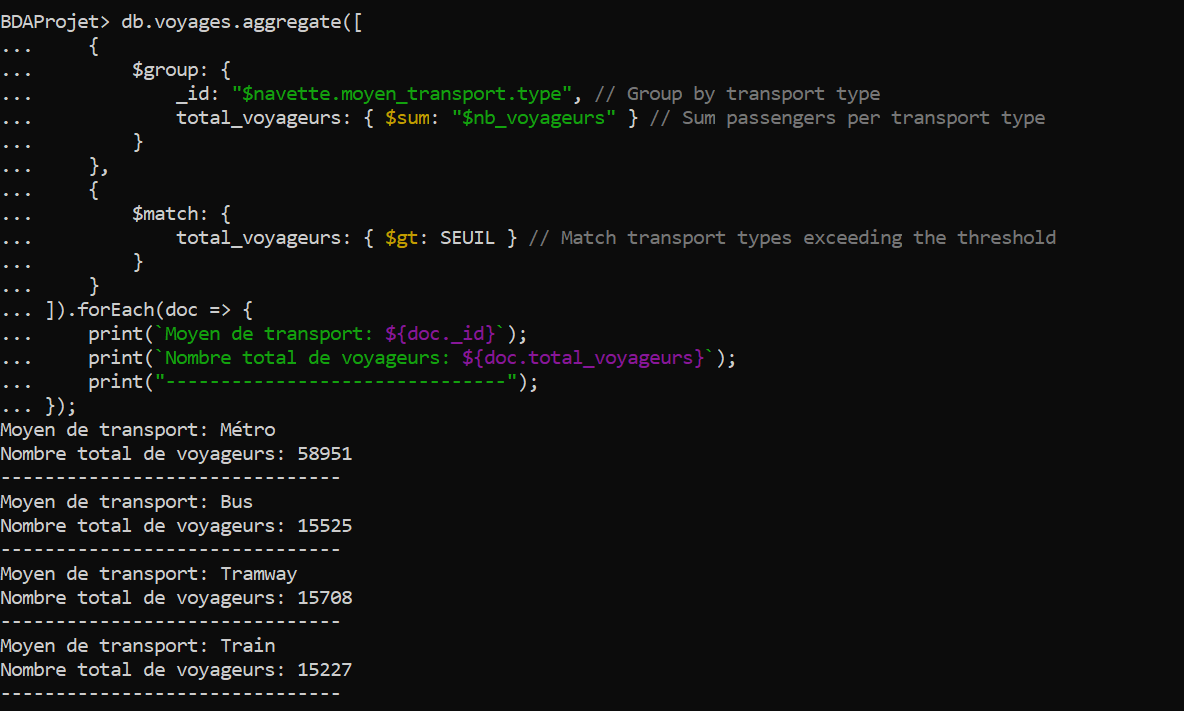 BDAProjet> db.voyages.aggregate([
...     {
...         $group: {
...             _id: "$navette.moyen_transport.type", // Group by transport type
...             total_voyageurs: { $sum: "$nb_voyageurs" } // Sum passengers per transport type
...         }
...     },
...     {
...         $match: {
...             total_voyageurs: { $gt: SEUIL } // Match transport types exceeding the threshold
...         }
...     }
... ]).forEach(doc => {
...     print(`Moyen de transport: ${doc._id}`);
...     print(`Nombre total de voyageurs: ${doc.total_voyageurs}`);
...     print("-------------------------------");
... });
Moyen de transport: Métro
Nombre total de voyageurs: 58951
-------------------------------
Moyen de transport: Bus
Nombre total de voyageurs: 15525
-------------------------------
Moyen de transport: Tramway
Nombre total de voyageurs: 15708
-------------------------------
Moyen de transport: Train
Nombre total de voyageurs: 15227
-------------------------------